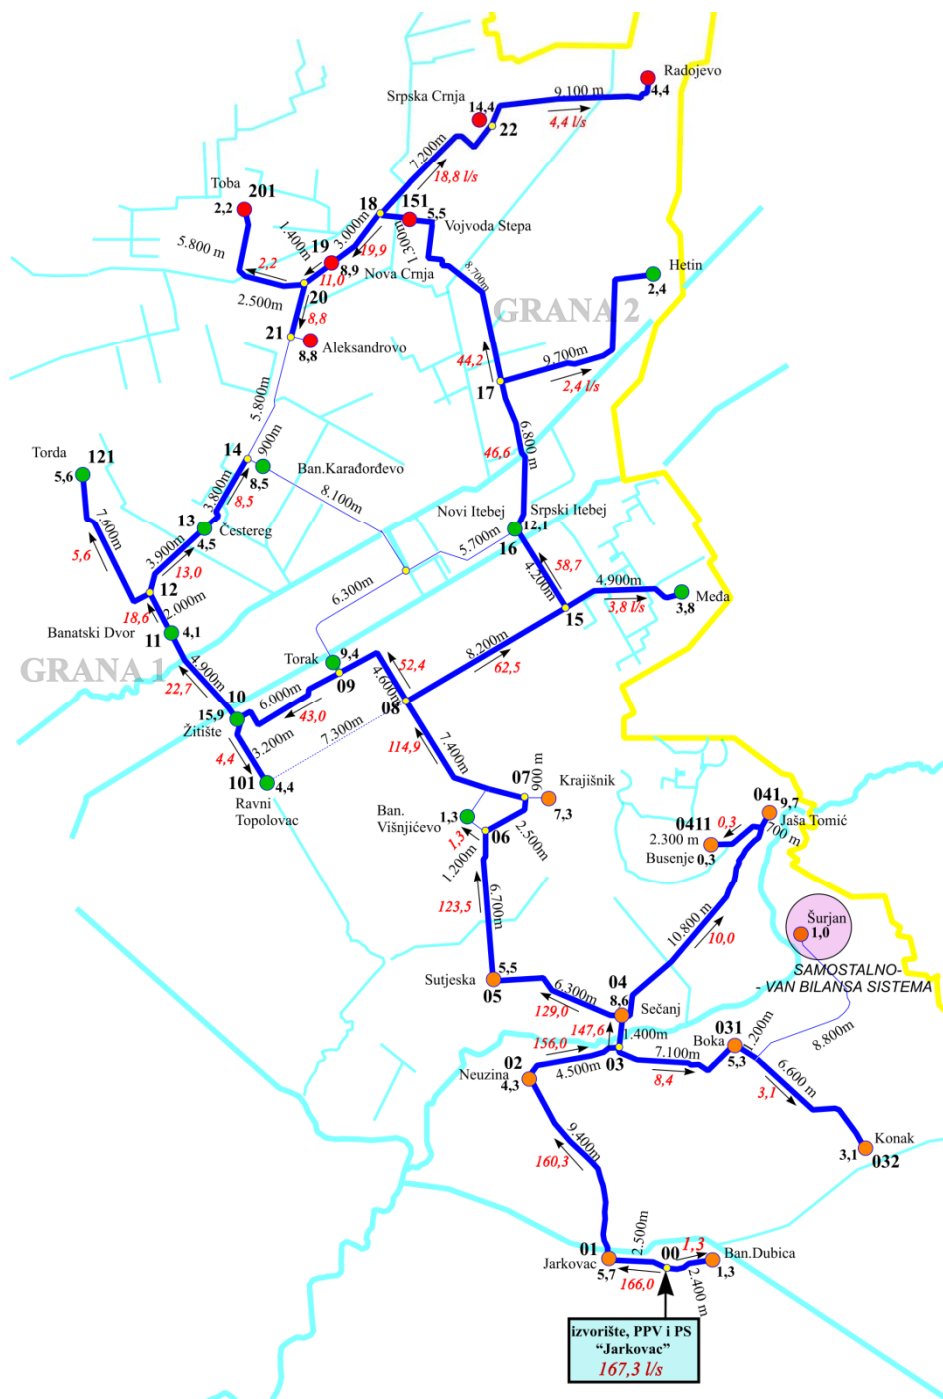 Radojevo
4,4
9.100 m
4,4 l/s
Srpska Crnja
14,4
22
7.200m
18,8 l/s
Toba
201
2,2
18
151
5,5
Vojvoda Stepa
1.300m
3.000m
19,9
1.400m
19
8,9
Nova Crnja
11,0
5.800 m
2,2
2.500m
20
8,8
21
Aleksandrovo
8,8
8.700m
Hetin
2,4
GRANA 2
44,2
9.700m
2,4 l/s
17
5.800m
6.800 m
46,6
14
900m
Ban.Karađorđevo
8,5
Torda
121
5,6
7.600m
5,6
3.800m
8,5
13
Čestereg
4,5
3.900m
13,0
8.100m
Novi Itebej
Srpski Itebej
12,1
16
5.700m
58,7
4.200m
6.300m
4.900m
3,8 l/s
Međa
3,8
15
12
18,6
2.000m
Banatski Dvor
11
4,1
GRANA 1
4.900m
22,7
Torak
9,4
09
52,4
4.600m
8.200m
62,5
6.000m
43,0
08
10
15,9
Žitište
7.300m
3.200m
4,4
101
4,4
Ravni
Topolovac
114,9
7.400m
07
900 m
Krajišnik
7,3
Ban.
Višnjićevo
1,3
1,3
06
2.500m
1.200m
041
9,7
Jaša Tomić
700 m
0,3
0411
2.300 m
Busenje
0,3
6.700m
123,5
10.800 m
10,0
Šurjan
1,0
SAMOSTALNO-
- VAN BILANSA SISTEMA
Sutjeska
5,5
05
6.300m
129,0
04
8,6
Sečanj
147,6
1.400m
156,0
03
4.500m
02
Neuzina
4,3
7.100m
8,4
031
Boka
5,3
1.200m
8.800m
6.600 m
3,1
Konak
3,1
032
9.400m
160,3
01
Jarkovac
5,7
2.500m
166,0
00
1,3
Ban.Dubica
1,3
2.400 m
izvorište, PPV i PS
“Jarkovac”
167,3 l/s